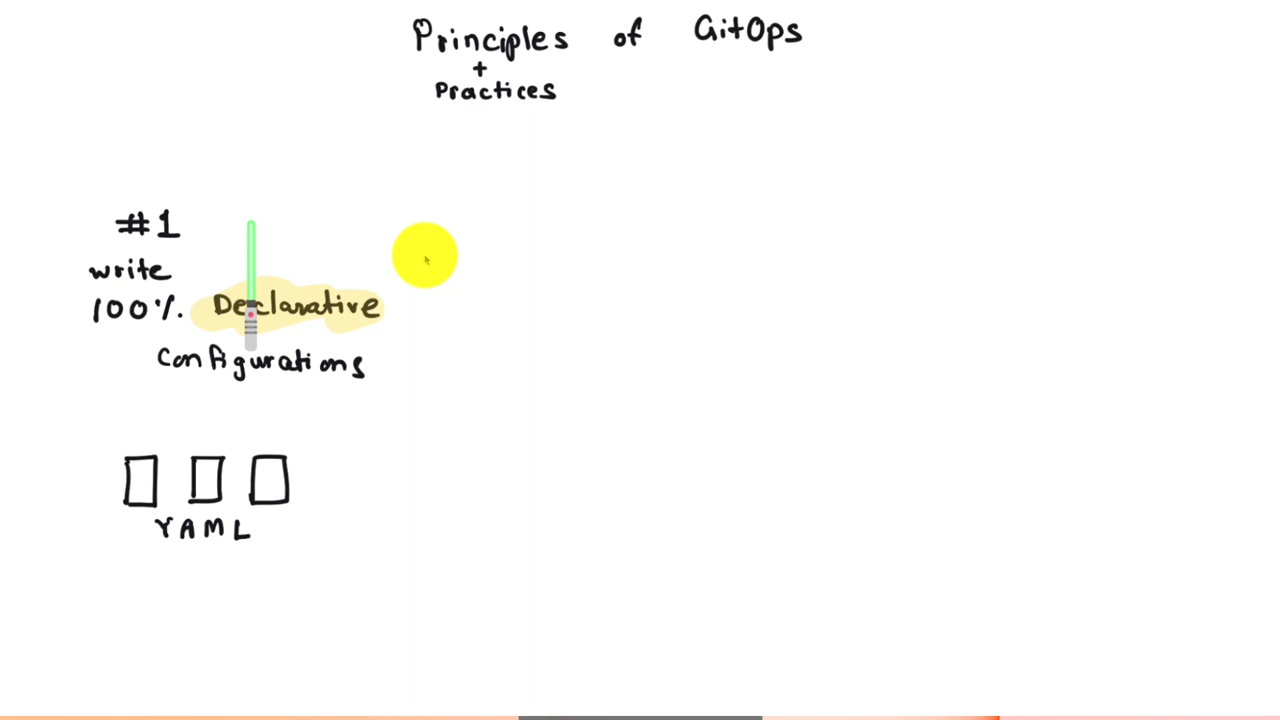 Principles of GitOps
+
Practices
#1
write
100% Declarative
Configurations
YAML